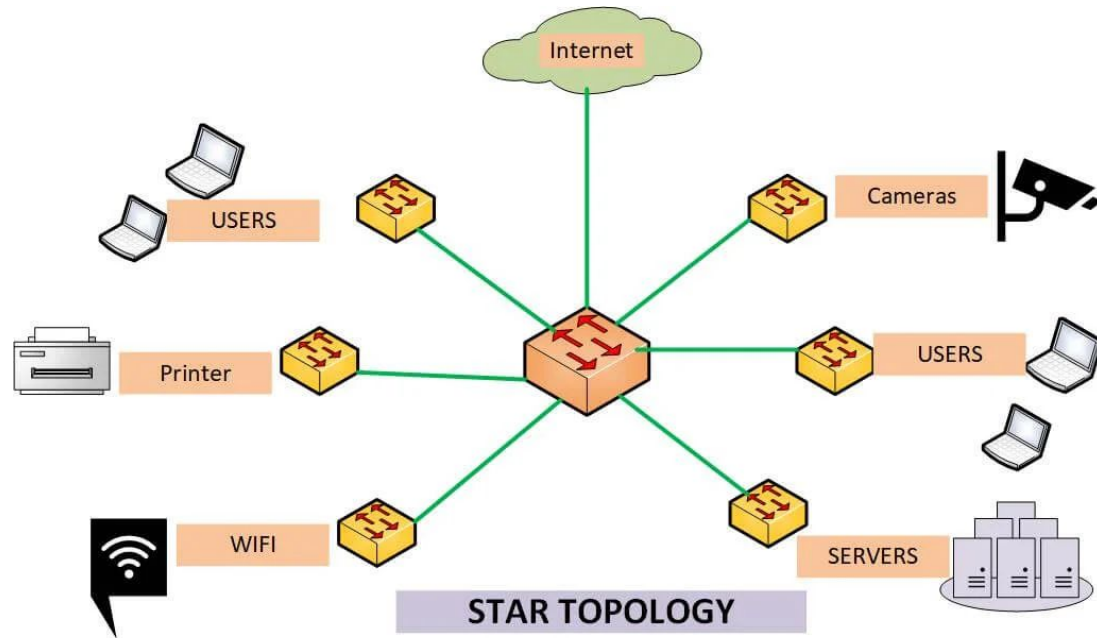 Internet
USERS
Cameras
Printer
USERS
WIFI
SERVERS
STAR TOPOLOGY